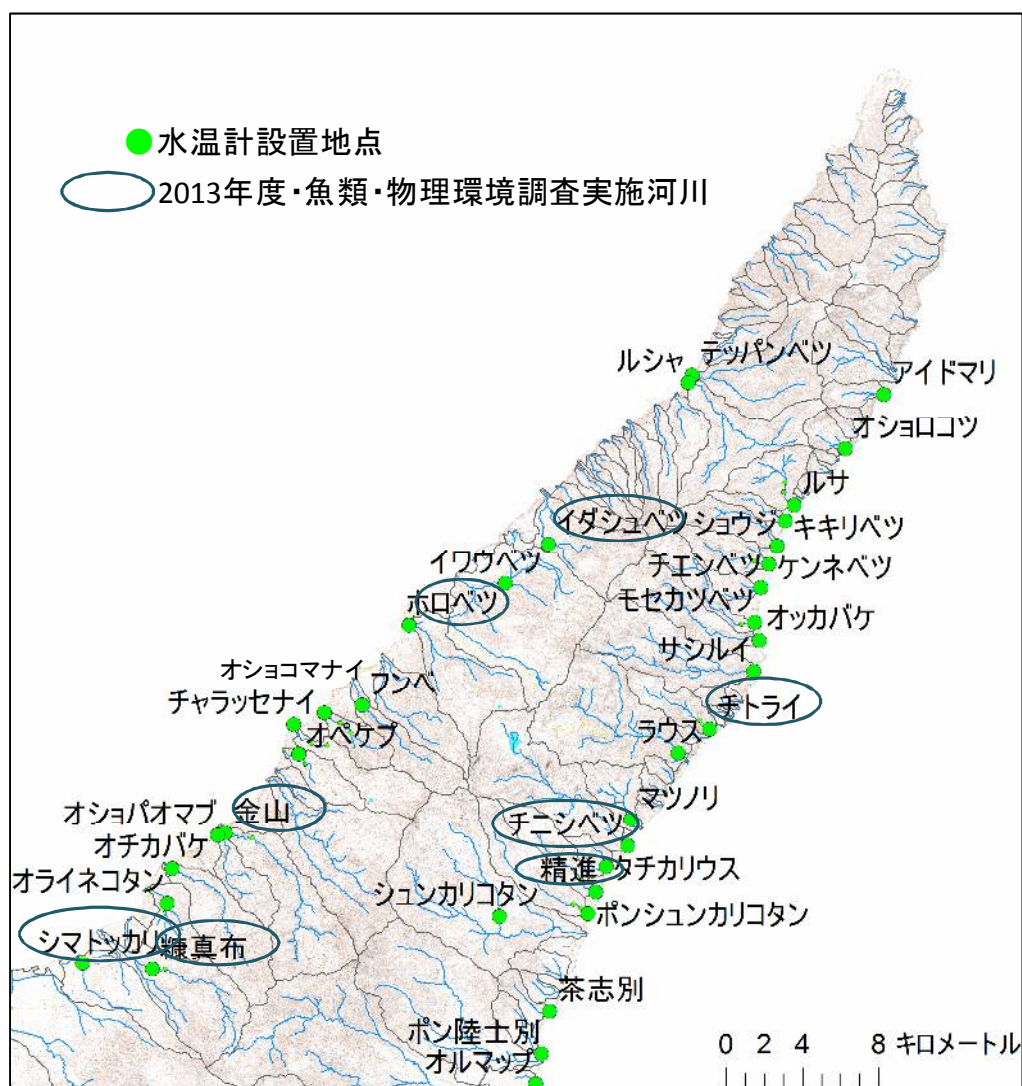 水温計設置地点
2013年度・魚類・物理環境調査実施河川
ルシャ
テッパンベツ
アイドマリ
オショロコツ
ルサ
イダシュベツ
ショウジ
キキリベツ
イワウベツ
チエンベツ
ケンネベツ
ホロベツ
モセカツベツ
オッカバケ
サシルイ
オショコマナイ
フンベ
チャラッセナイ
チトライ
オペケプ
ラウス
マツノリ
オショパオマブ
金山
チニシベツ
オチカバケ
精進
タチカリウス
オライネコタン
シュンカリコタン
ポンシュンカリコタン
シマトッカリ
糠真布
茶志別
ポン陸士別
オルマップ
0 2 4 8 キロメートル